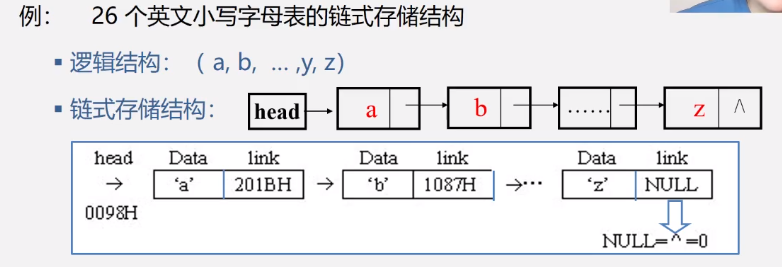 例： 26 个英文小写字母表的链式存储结构
▪ 逻辑结构： ( a, b, … ,y, z)
▪ 链式存储结构： head → a → b → …… → z ∧
head Data link Data link Data link
→ ‘a’ 201BH → ‘b’ 1087H →… ‘z’ NULL
0098H
NULL=^=0